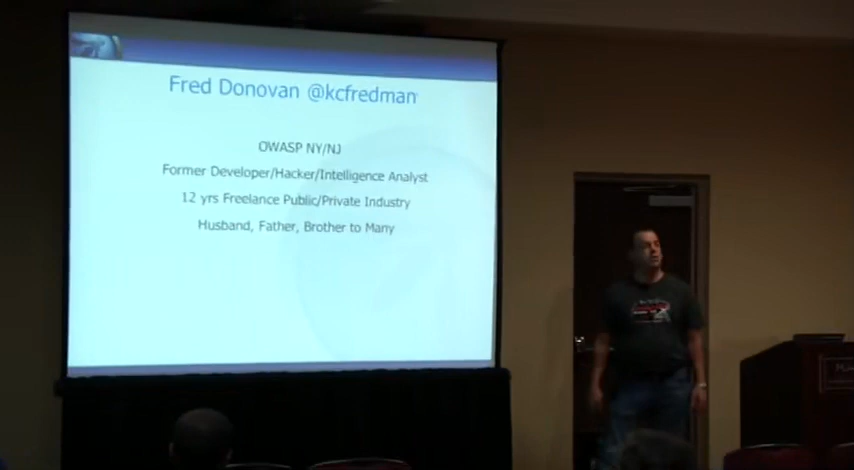 Fred Donovan @kcfredman
OWASP NY/NJ
Former Developer/Hacker/Intelligence Analyst
12 yrs Freelance Public/Private Industry
Husband, Father, Brother to Many